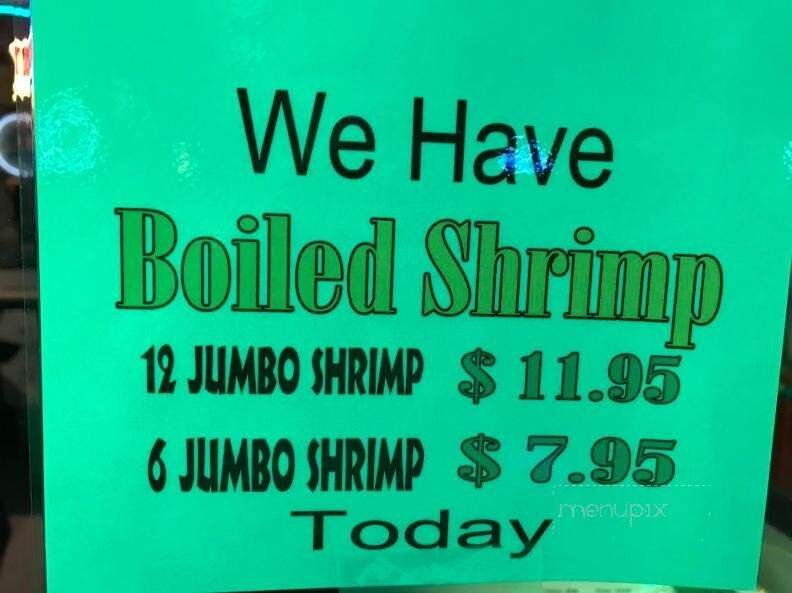 We Have
Boiled Shrimp
12 JUMBO SHRIMP $ 11.95
6 JUMBO SHRIMP $ 7.95
menupix
Today